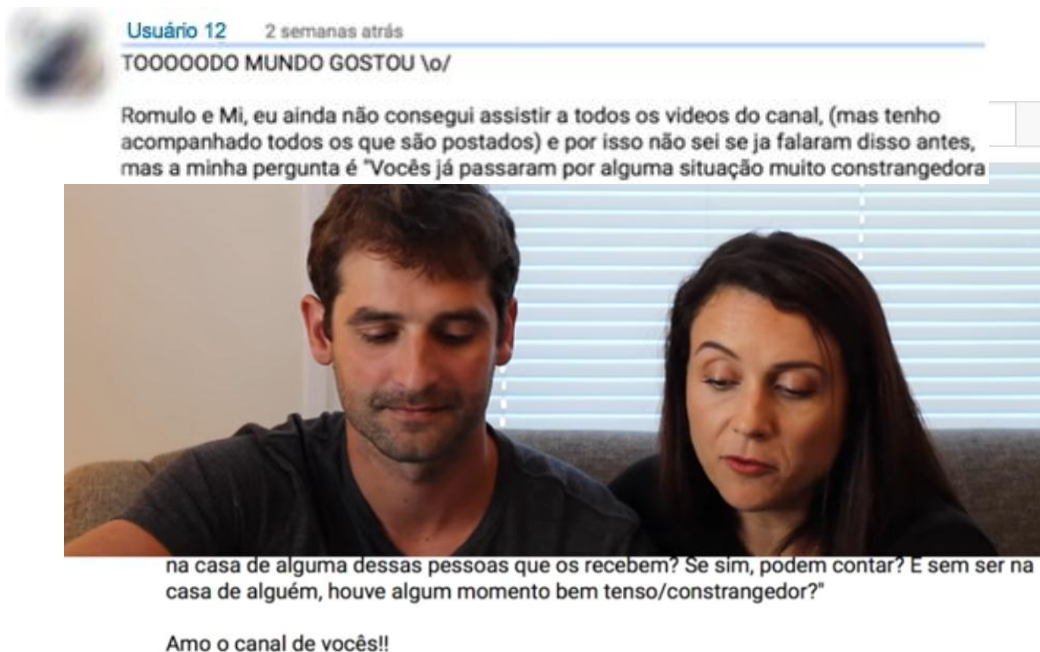 Usuário 12 2 semanas atrás
TOOOOODO MUNDO GOSTOU \o/
Romulo e Mi, eu ainda não consegui assistir a todos os videos do canal, (mas tenho
acompanhado todos os que são postados) e por isso não sei se ja falaram disso antes,
mas a minha pergunta é "Vocês já passaram por alguma situação muito constrangedora
na casa de alguma dessas pessoas que os recebem? Se sim, podem contar? E sem ser na
casa de alguém, houve algum momento bem tenso/constrangedor?"
Amo o canal de vocês!!